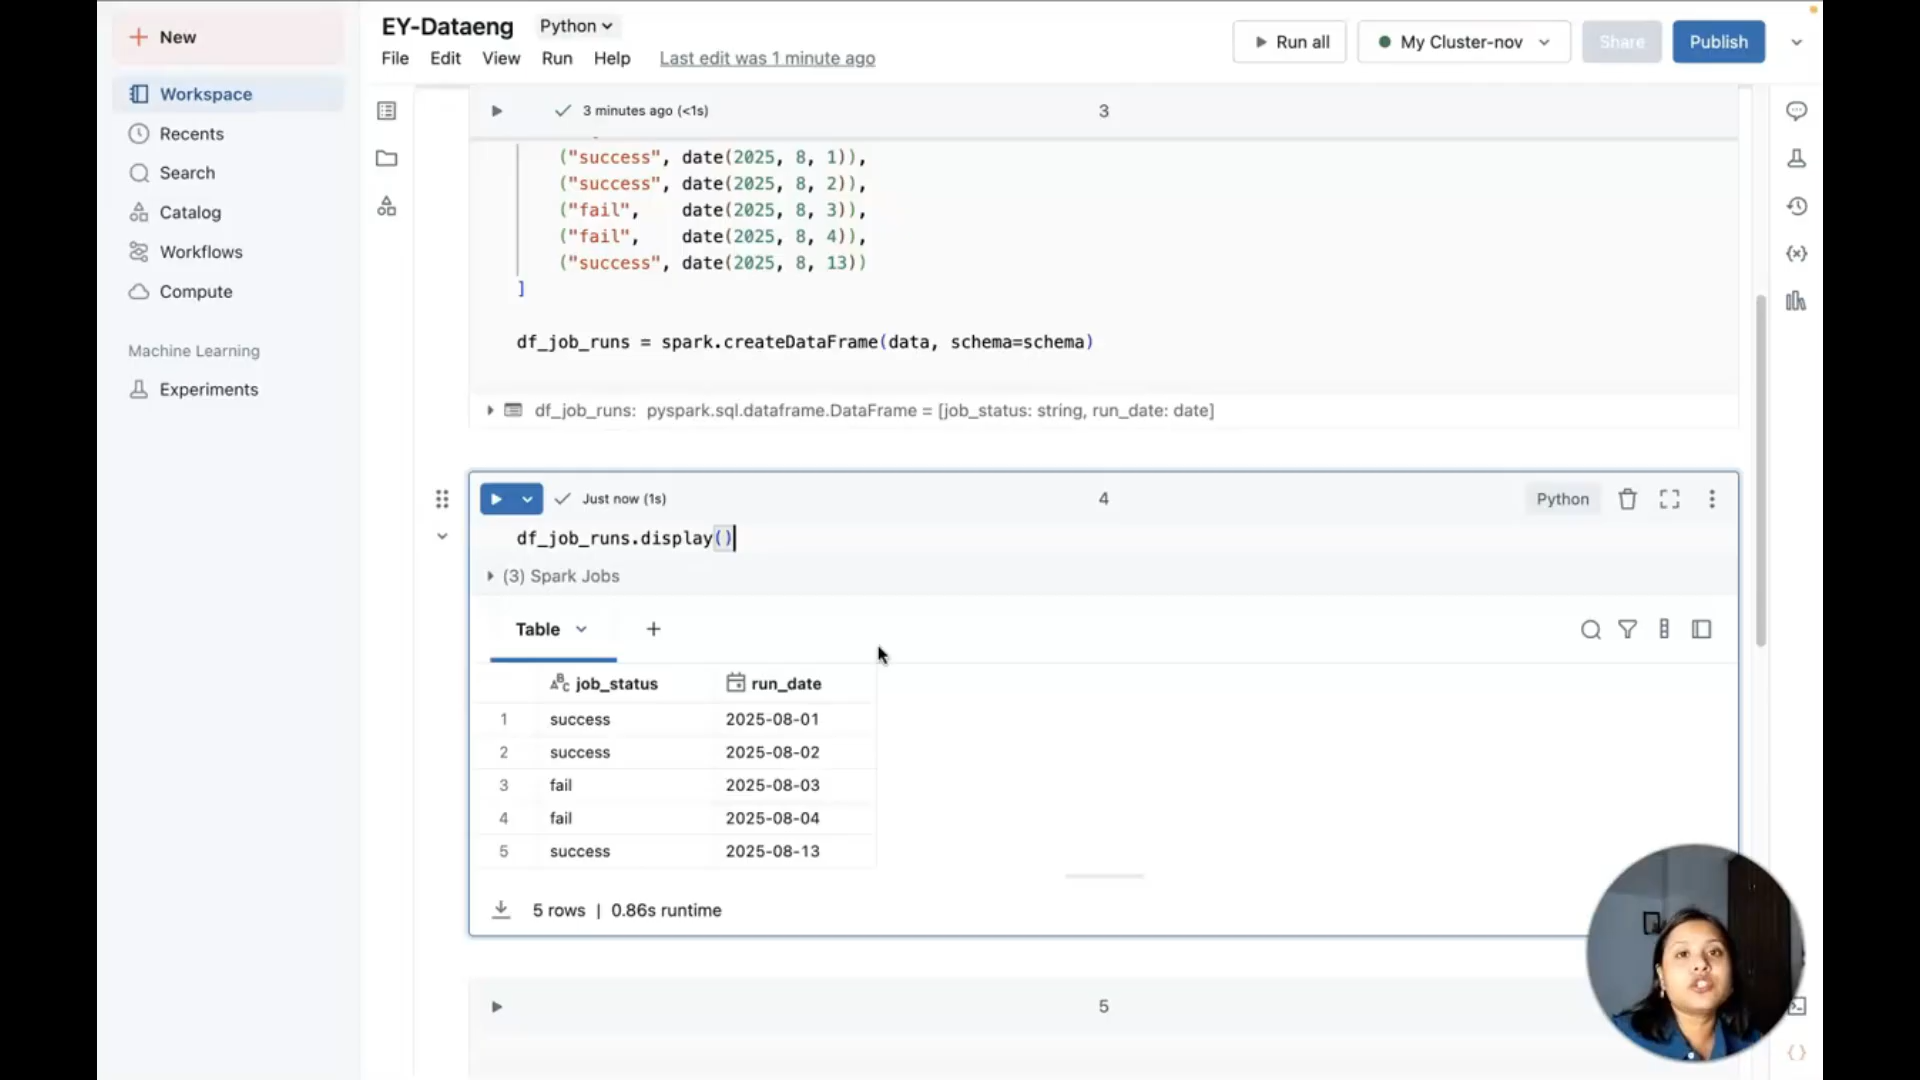 New
Workspace
Recents
Search
Catalog
Workflows
Compute
Machine Learning
Experiments
EY-Dataeng
Python
File Edit View Run Help Last edit was 1 minute ago
Run all
My Cluster-nov
Share
Publish
3 minutes ago (<1s)
3
("success", date(2025, 8, 1)),
("success", date(2025, 8, 2)),
("fail", date(2025, 8, 3)),
("fail", date(2025, 8, 4)),
("success", date(2025, 8, 13))
]
df_job_runs = spark.createDataFrame(data, schema=schema)
df_job_runs: pyspark.sql.dataframe.DataFrame = [job_status: string, run_date: date]
Just now (1s)
4
Python
df_job_runs.display()
(3) Spark Jobs
Table
job_status run_date
1 success 2025-08-01
2 success 2025-08-02
3 fail 2025-08-03
4 fail 2025-08-04
5 success 2025-08-13
5 rows | 0.86s runtime
5